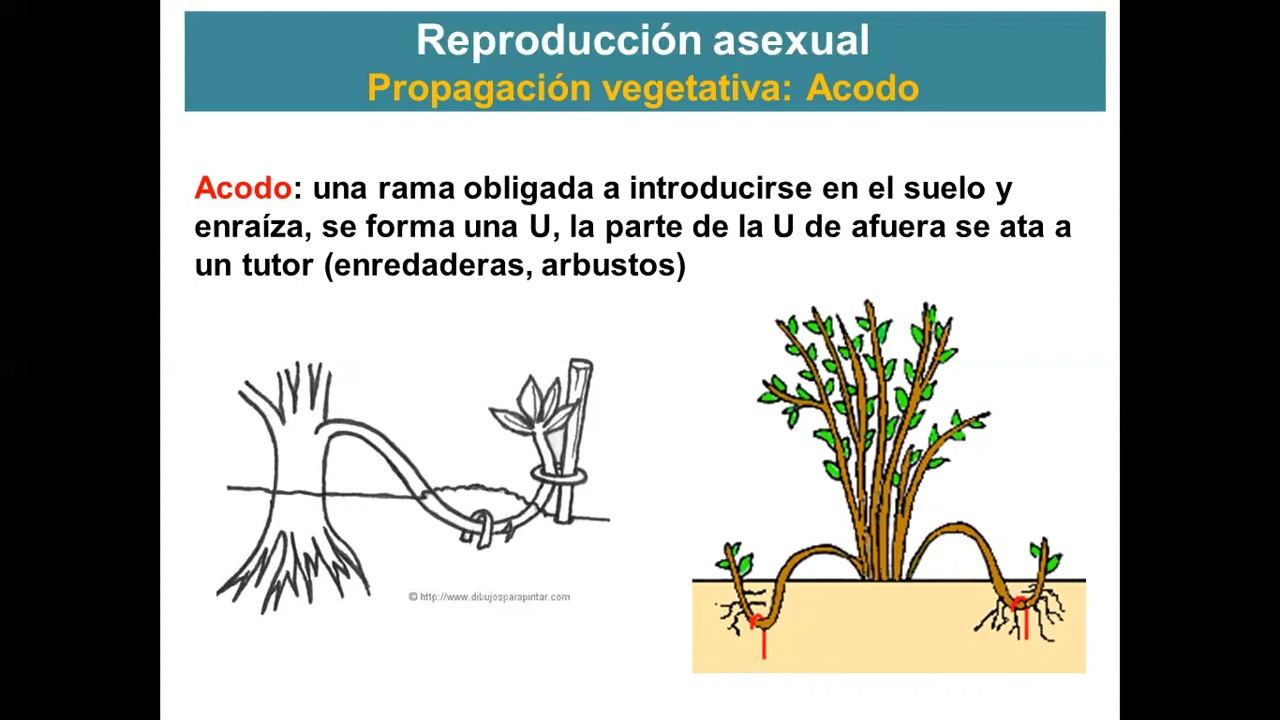 Reproducción asexual
Propagación vegetativa: Acodo
Acodo: una rama obligada a introducirse en el suelo y
enraíza, se forma una U, la parte de la U de afuera se ata a
un tutor (enredaderas, arbustos)
© http://www.dibujosparapintar.com